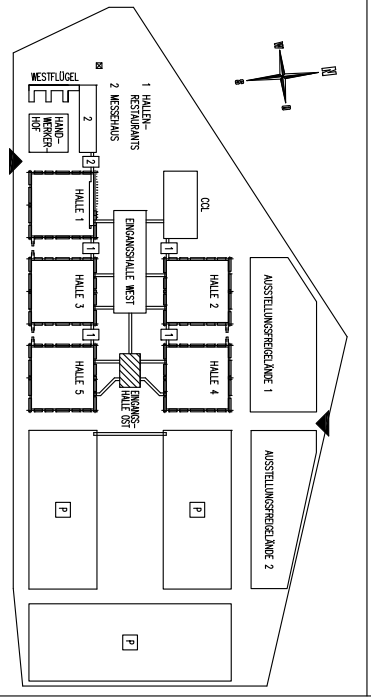 WESTFLÜGEL
1 HALLEN-
RESTAURANTS
2 MESSEHAUS
N
W
O
S
2
HAND-
WERKER-
HOF
2
CCL
HALLE 1
1
EINGANGSHALLE WEST
1
HALLE 3
HALLE 2
AUSSTELLUNGSFREIGELÄNDE 1
1
1
HALLE 5
EINGANGS-
HALLE OST
HALLE 4
AUSSTELLUNGSFREIGELÄNDE 2
P
P
P